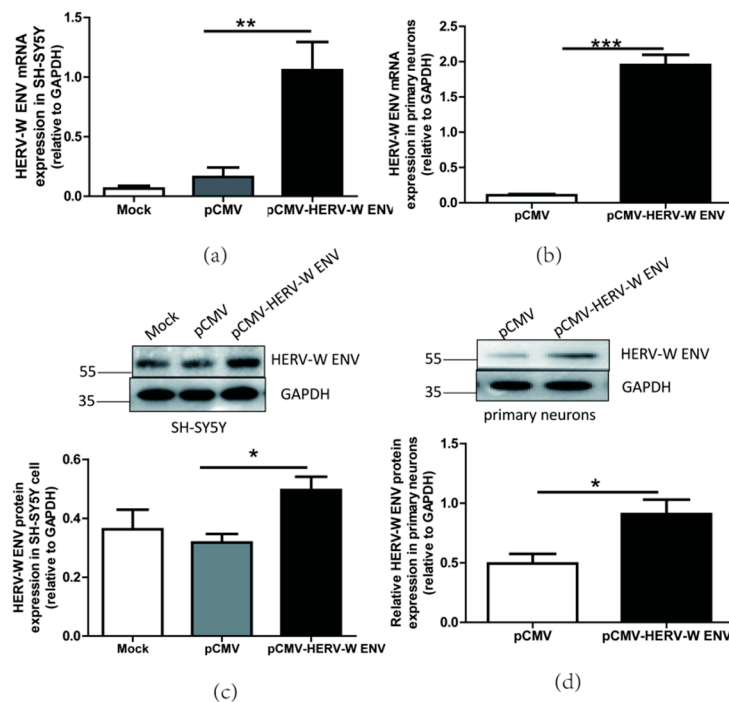 HERV-W ENV mRNA
expression in SH-SY5Y
(relative to GAPDH)
1.5
1.0
0.5
0.0
**
Mock
pCMV
pCMV-HERV-W ENV
(a)
HERV-W ENV mRNA
expression in primary neurons
(relative to GAPDH)
2.5
2.0
1.5
1.0
0.5
0.0
***
pCMV
pCMV-HERV-W ENV
(b)
Mock
pCMV
pCMV-HERV-W ENV
55
HERV-W ENV
35
GAPDH
SH-SY5Y
HERV-W ENV protein
expression in SH-SY5Y cell
(relative to GAPDH)
0.6
0.4
0.2
0.0
*
Mock
pCMV
pCMV-HERV-W ENV
(c)
pCMV
pCMV-HERV-W ENV
55
HERV-W ENV
35
GAPDH
primary neurons
Relative HERV-W ENV protein
expression in primary neurons
(relative to GAPDH)
1.5
1.0
0.5
0.0
*
pCMV
pCMV-HERV-W ENV
(d)